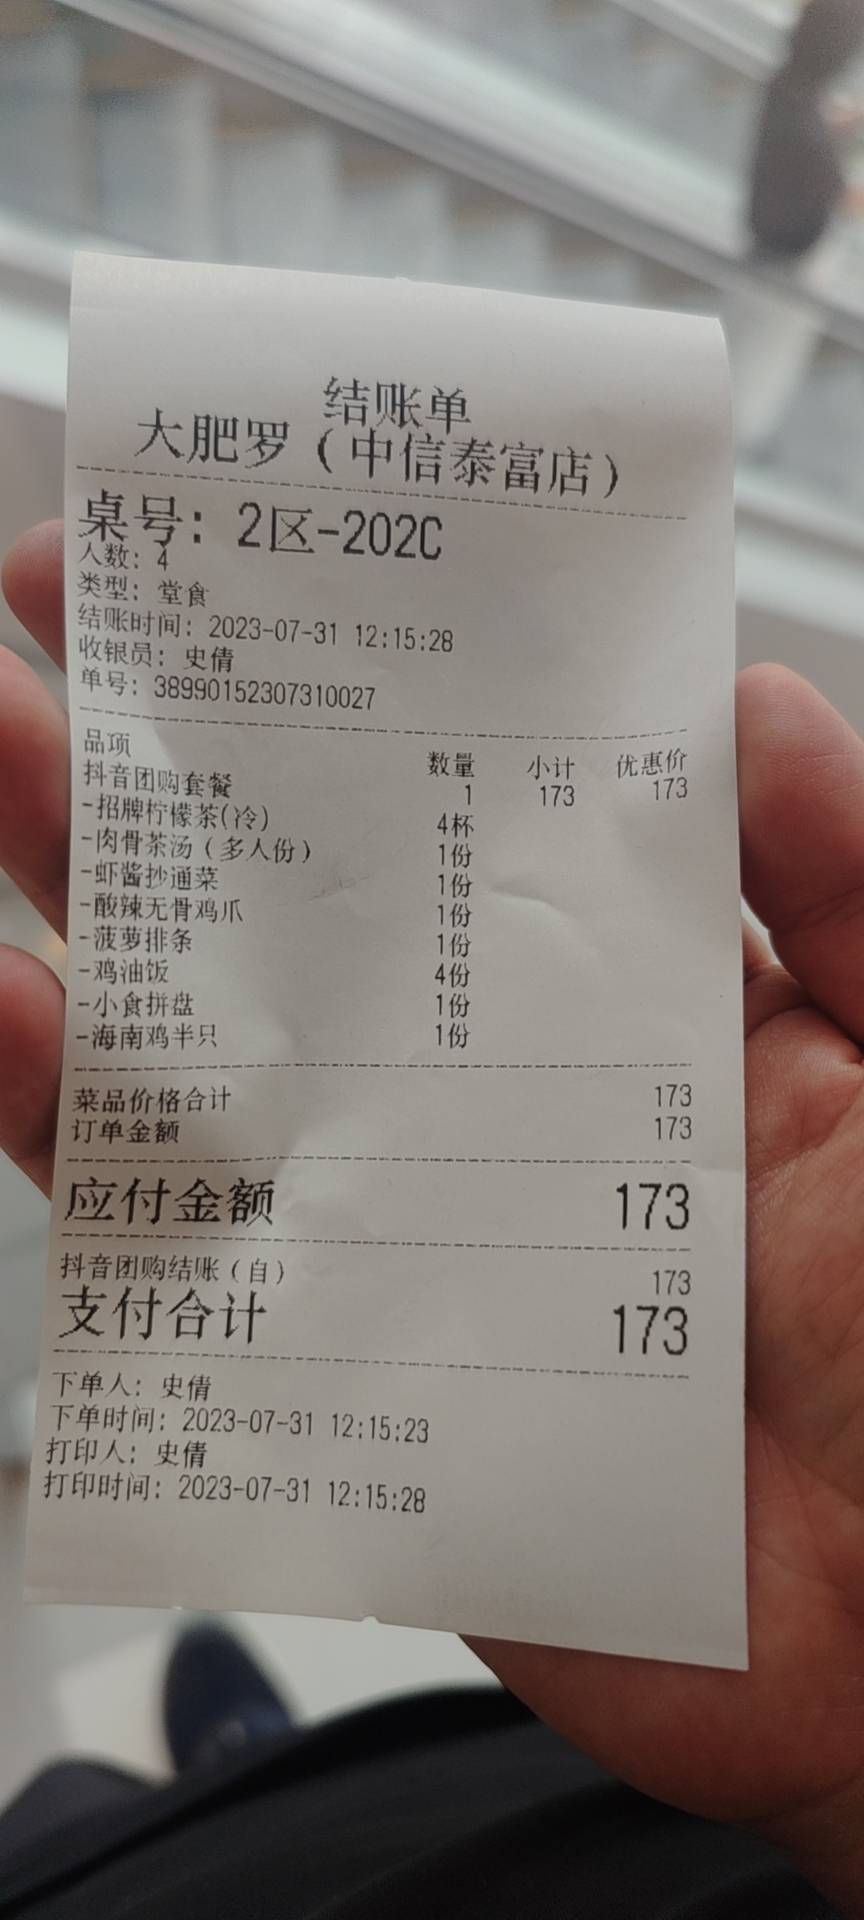 结账单
大肥罗（中信泰富店）
桌号: 2区-202C
人数: 4
类型: 堂食
结账时间: 2023-07-31 12:15:28
收银员: 史倩
单号: 389901522307310027
品项 数量 小计 优惠价
抖音团购套餐 1 173 173
-招牌柠檬茶(冷) 4杯
-肉骨茶汤（多人份） 1份
-虾酱抄通菜 1份
-酸辣无骨鸡爪 1份
-菠萝排条 1份
-鸡油饭 4份
-小食拼盘 1份
-海南鸡半只 1份
菜品价格合计 173
订单金额 173
应付金额 173
抖音团购结账（自） 173
支付合计 173
下单人: 史倩
下单时间: 2023-07-31 12:15:23
打印人: 史倩
打印时间: 2023-07-31 12:15:28